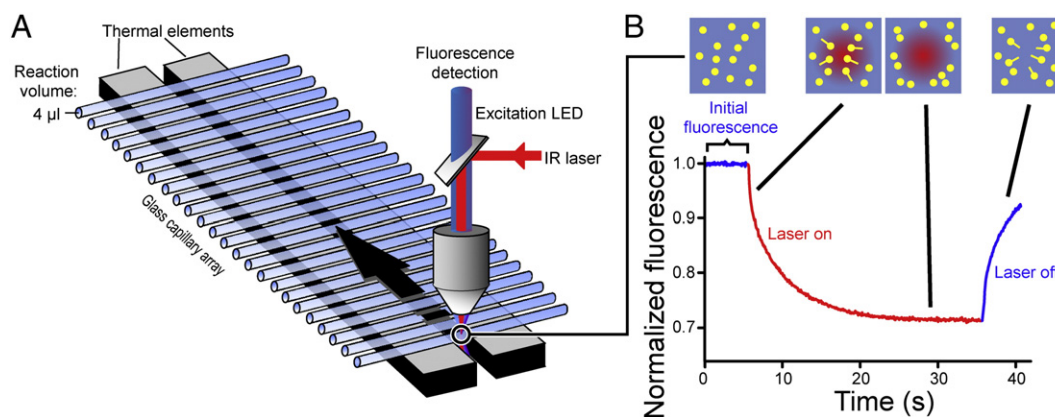 A
Thermal elements
Reaction
volume:
4 µl
Glass capillary array
Fluorescence
detection
Excitation LED
IR laser
B
Initial
fluorescence
Normalized fluorescence
1.0
0.9
0.8
0.7
Laser on
Laser of
0
10
20
30
40
Time (s)